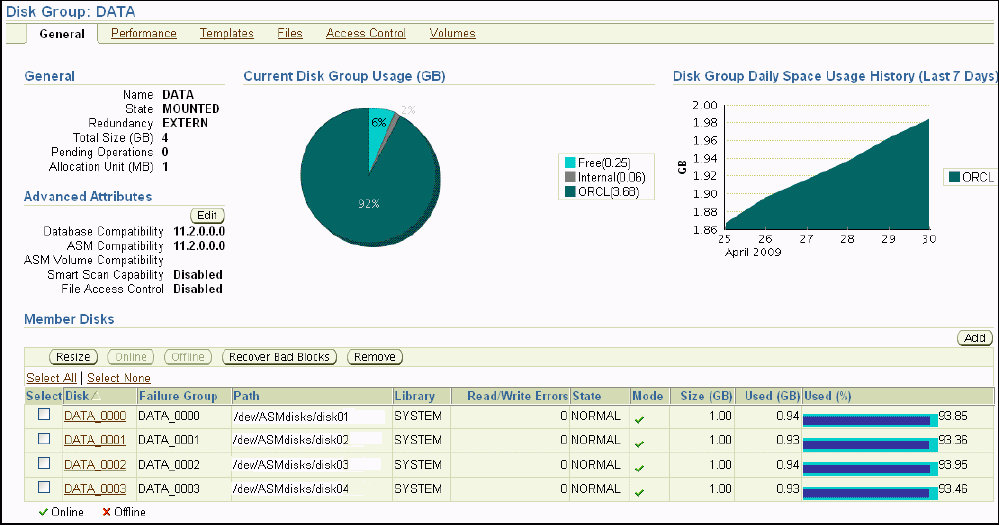 Disk Group: DATA
General Performance Templates Files Access Control Volumes
General
Name DATA
State MOUNTED
Redundancy EXTERN
Total Size (GB) 4
Pending Operations 0
Allocation Unit (MB) 1
Advanced Attributes
Edit
Database Compatibility 11.2.0.0.0
ASM Compatibility 11.2.0.0.0
ASM Volume Compatibility
Smart Scan Capability Disabled
File Access Control Disabled
Current Disk Group Usage (GB)
2%
6%
92%
Free(0.25)
Internal(0.06)
ORCL(3.68)
Disk Group Daily Space Usage History (Last 7 Days)
2.00
1.98
1.96
1.94
1.92
1.90
1.88
1.86
GB
25 26 27 28 29 30
April 2009
ORCL
Member Disks
Add
Resize Online Offline Recover Bad Blocks Remove
Select All | Select None
Select Disk Failure Group Path Library Read/Write Errors State Mode Size (GB) Used (GB) Used (%)
DATA_0000 DATA_0000 /dev/ASMdisks/disk01 SYSTEM 0 NORMAL 1.00 0.94 93.85
DATA_0001 DATA_0001 /dev/ASMdisks/disk02 SYSTEM 0 NORMAL 1.00 0.93 93.36
DATA_0002 DATA_0002 /dev/ASMdisks/disk03 SYSTEM 0 NORMAL 1.00 0.94 93.95
DATA_0003 DATA_0003 /dev/ASMdisks/disk04 SYSTEM 0 NORMAL 1.00 0.93 93.46
Online Offline